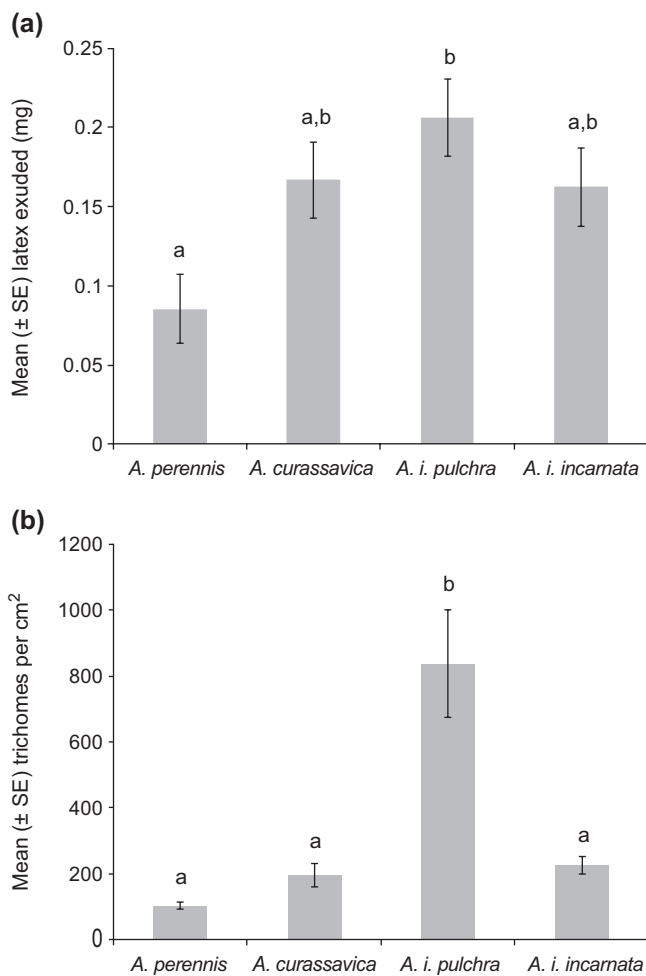 (a)
Mean (± SE) latex exuded (mg)
0.25
0.2
0.15
0.1
0.05
0
a
a,b
b
a,b
A. perennis
A. curassavica
A. i. pulchra
A. i. incarnata
(b)
Mean (± SE) trichomes per cm²
1200
1000
800
600
400
200
0
a
a
b
a
A. perennis
A. curassavica
A. i. pulchra
A. i. incarnata